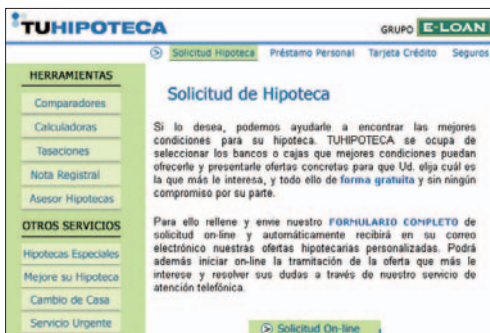 TUHIPOTECA
GRUPO E-LOAN
Solicitud Hipoteca Préstamo Personal Tarjeta Crédito Seguros
HERRAMIENTAS
Comparadores
Calculadoras
Tasaciones
Nota Registral
Asesor Hipotecas
OTROS SERVICIOS
Hipotecas Especiales
Mejore su Hipoteca
Cambio de Casa
Servicio Urgente
Solicitud de Hipoteca
Si lo desea, podemos ayudarle a encontrar las mejores
condiciones para su hipoteca. TUHIPOTECA se ocupa de
seleccionar los bancos o cajas que mejores condiciones puedan
ofrecerle y presentarle ofertas concretas para que Ud. elija cuál es
la que más le interesa, y todo ello de forma gratuita y sin ningún
compromiso por su parte.
Para ello rellene y envie nuestro FORMULARIO COMPLETO de
solicitud on-line y automáticamente recibirá en su correo
electrónico nuestras ofertas hipotecarias personalizadas. Podrá
además iniciar on-line la tramitación de la oferta que más le
interese y resolver sus dudas a través de nuestro servicio de
atención telefónica.
Solicitud On-line